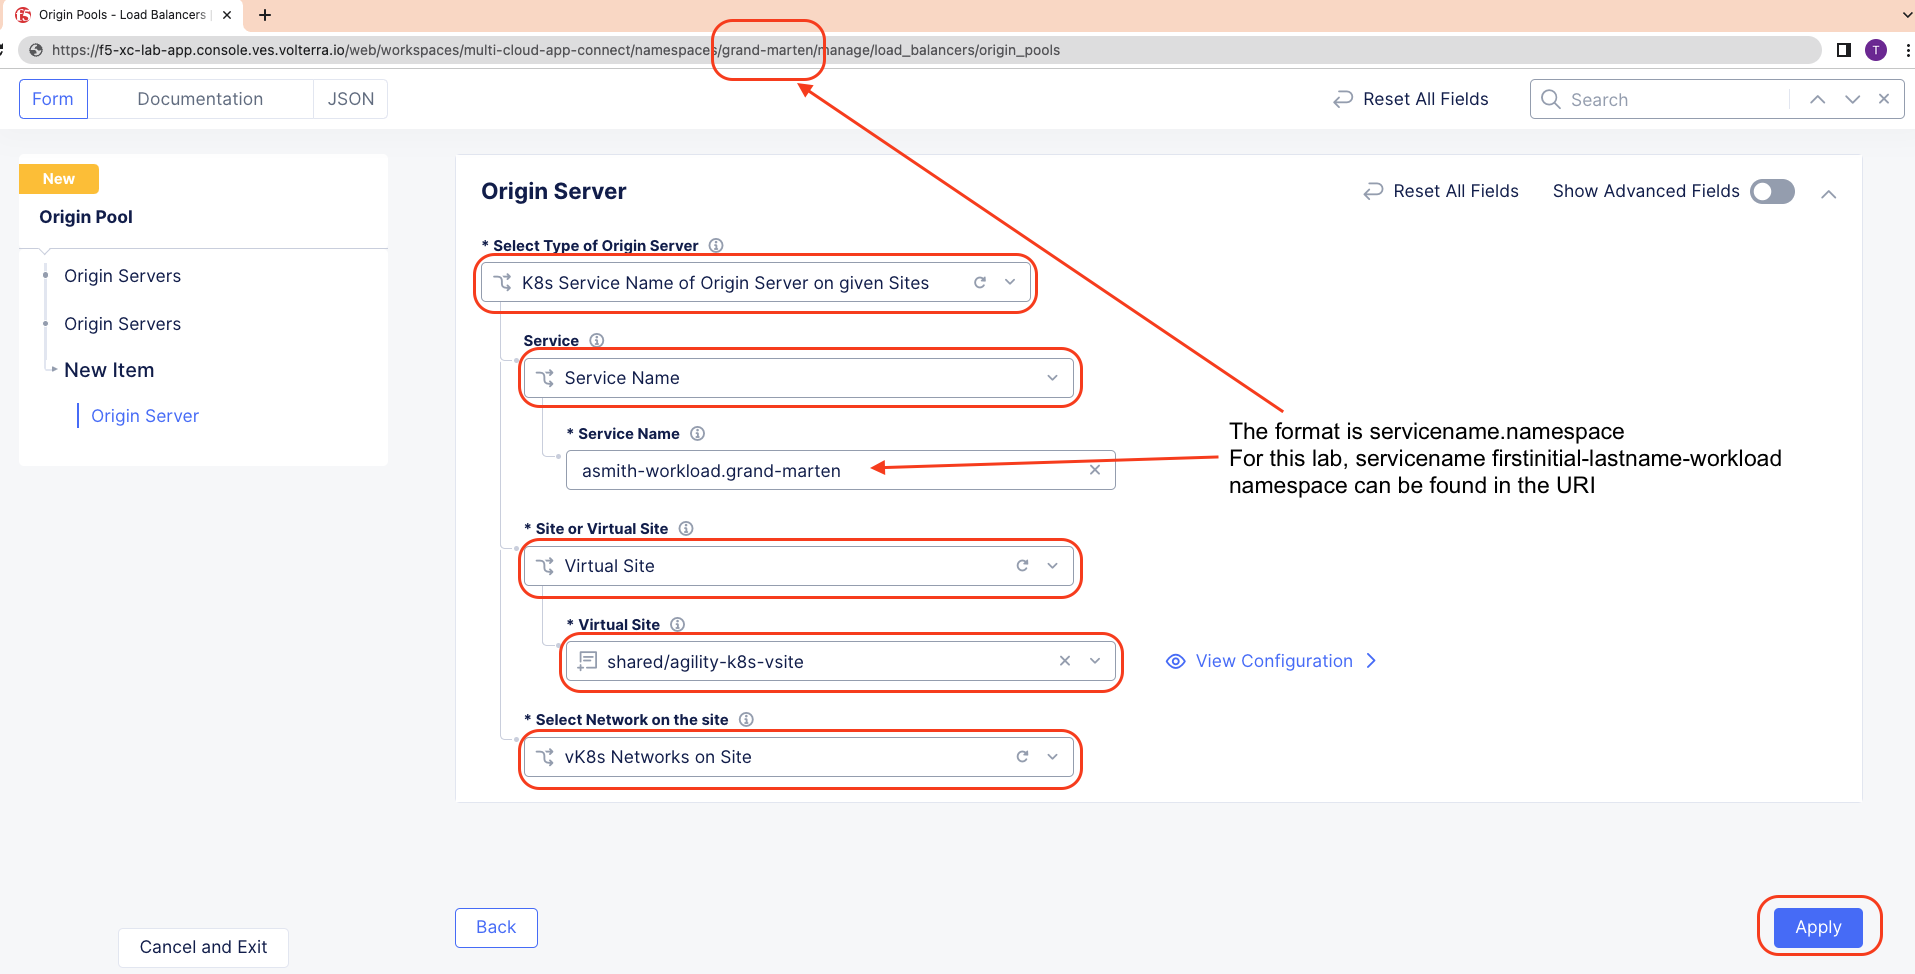 Origin Pools - Load Balancers
https://f5-xc-lab-app.console.ves.volterra.io/web/workspaces/multi-cloud-app-connect/namespaces/grand-marten/manage/load_balancers/origin_pools
T
Form
Documentation
JSON
Reset All Fields
Search
New
Origin Pool
Origin Servers
Origin Servers
New Item
Origin Server
Origin Server
Reset All Fields
Show Advanced Fields
* Select Type of Origin Server
K8s Service Name of Origin Server on given Sites
Service
Service Name
* Service Name
asmith-workload.grand-marten
The format is servicename.namespace
For this lab, servicename firstinitial-lastname-workload
namespace can be found in the URI
* Site or Virtual Site
Virtual Site
* Virtual Site
shared/agility-k8s-vsite
View Configuration
* Select Network on the site
vK8s Networks on Site
Back
Apply
Cancel and Exit